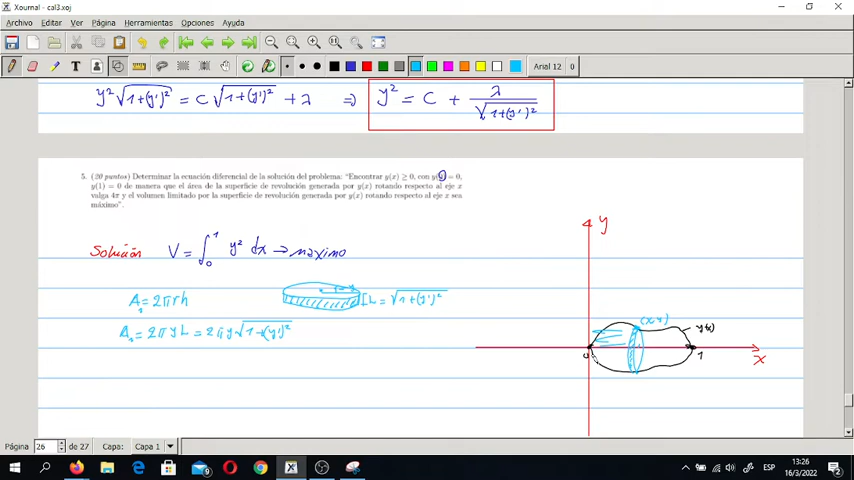 Xournal - cal3.xoj
Archivo Editar Ver Página Herramientas Opciones Ayuda
Arial 12 0
y² √1+(y')² = C √1+(y')² + λ ⇒ y² = C + λ / √1+(y')²
5. (20 puntos) Determinar la ecuación diferencial de la solución del problema: "Encontrar y(x) ≥ 0, con y(0) = 0,
y(1) = 0 de manera que el área de la superficie de revolución generada por y(x) rotando respecto al eje x
valga 4π y el volumen limitado por la superficie de revolución generada por y(x) rotando respecto al eje x sea
máximo".
Solución V = ∫₀¹ y² dx → maximo
A = 2πrh
L = √1+(y')²
A = 2πyL = 2πy √1+(y')²
y
(x,y)
y(x)
0
1
x
Página 26 de 27 Capa: Capa 1
ESP
13:26
16/3/2022